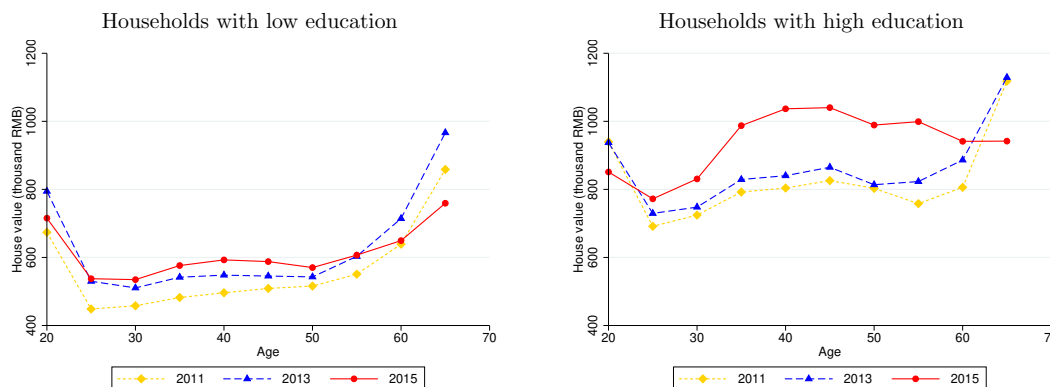 Households with low education
House value (thousand RMB)
1200
1000
800
600
400
20 30 40 50 60 70
Age
2011 2013 2015
Households with high education
House value (thousand RMB)
1200
1000
800
600
400
20 30 40 50 60 70
Age
2011 2013 2015